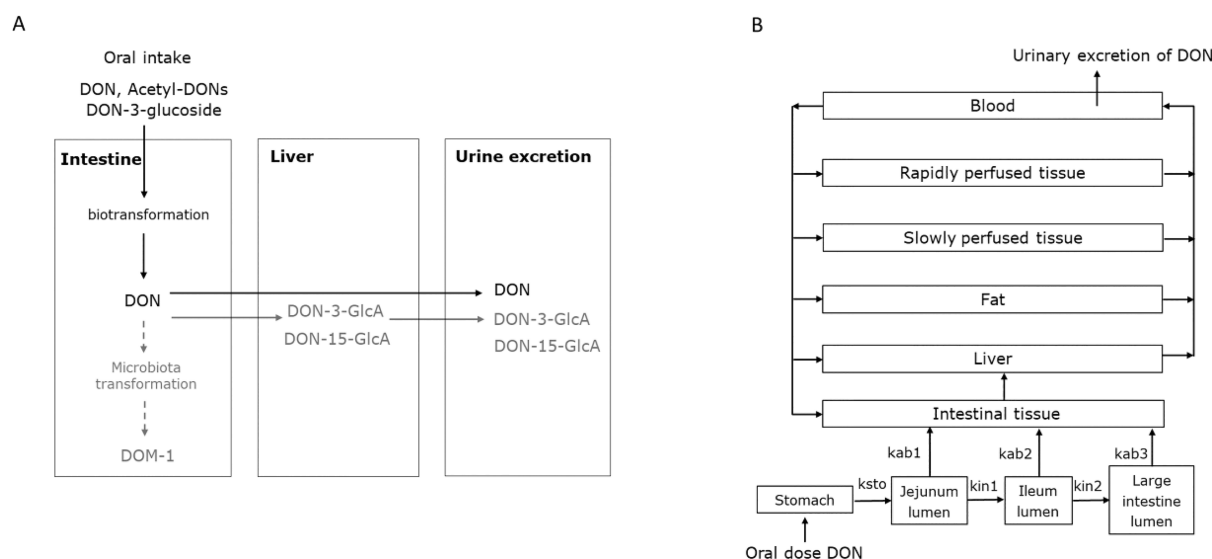 A
Oral intake
DON, Acetyl-DONs
DON-3-glucoside
Intestine
biotransformation
DON
Microbiota
transformation
DOM-1
Liver
DON-3-GlcA
DON-15-GlcA
Urine excretion
DON
DON-3-GlcA
DON-15-GlcA
B
Urinary excretion of DON
Blood
Rapidly perfused tissue
Slowly perfused tissue
Fat
Liver
Intestinal tissue
kab1
kab2
kab3
Stomach
ksto
Jejunum
lumen
kin1
Ileum
lumen
kin2
Large
intestine
lumen
Oral dose DON